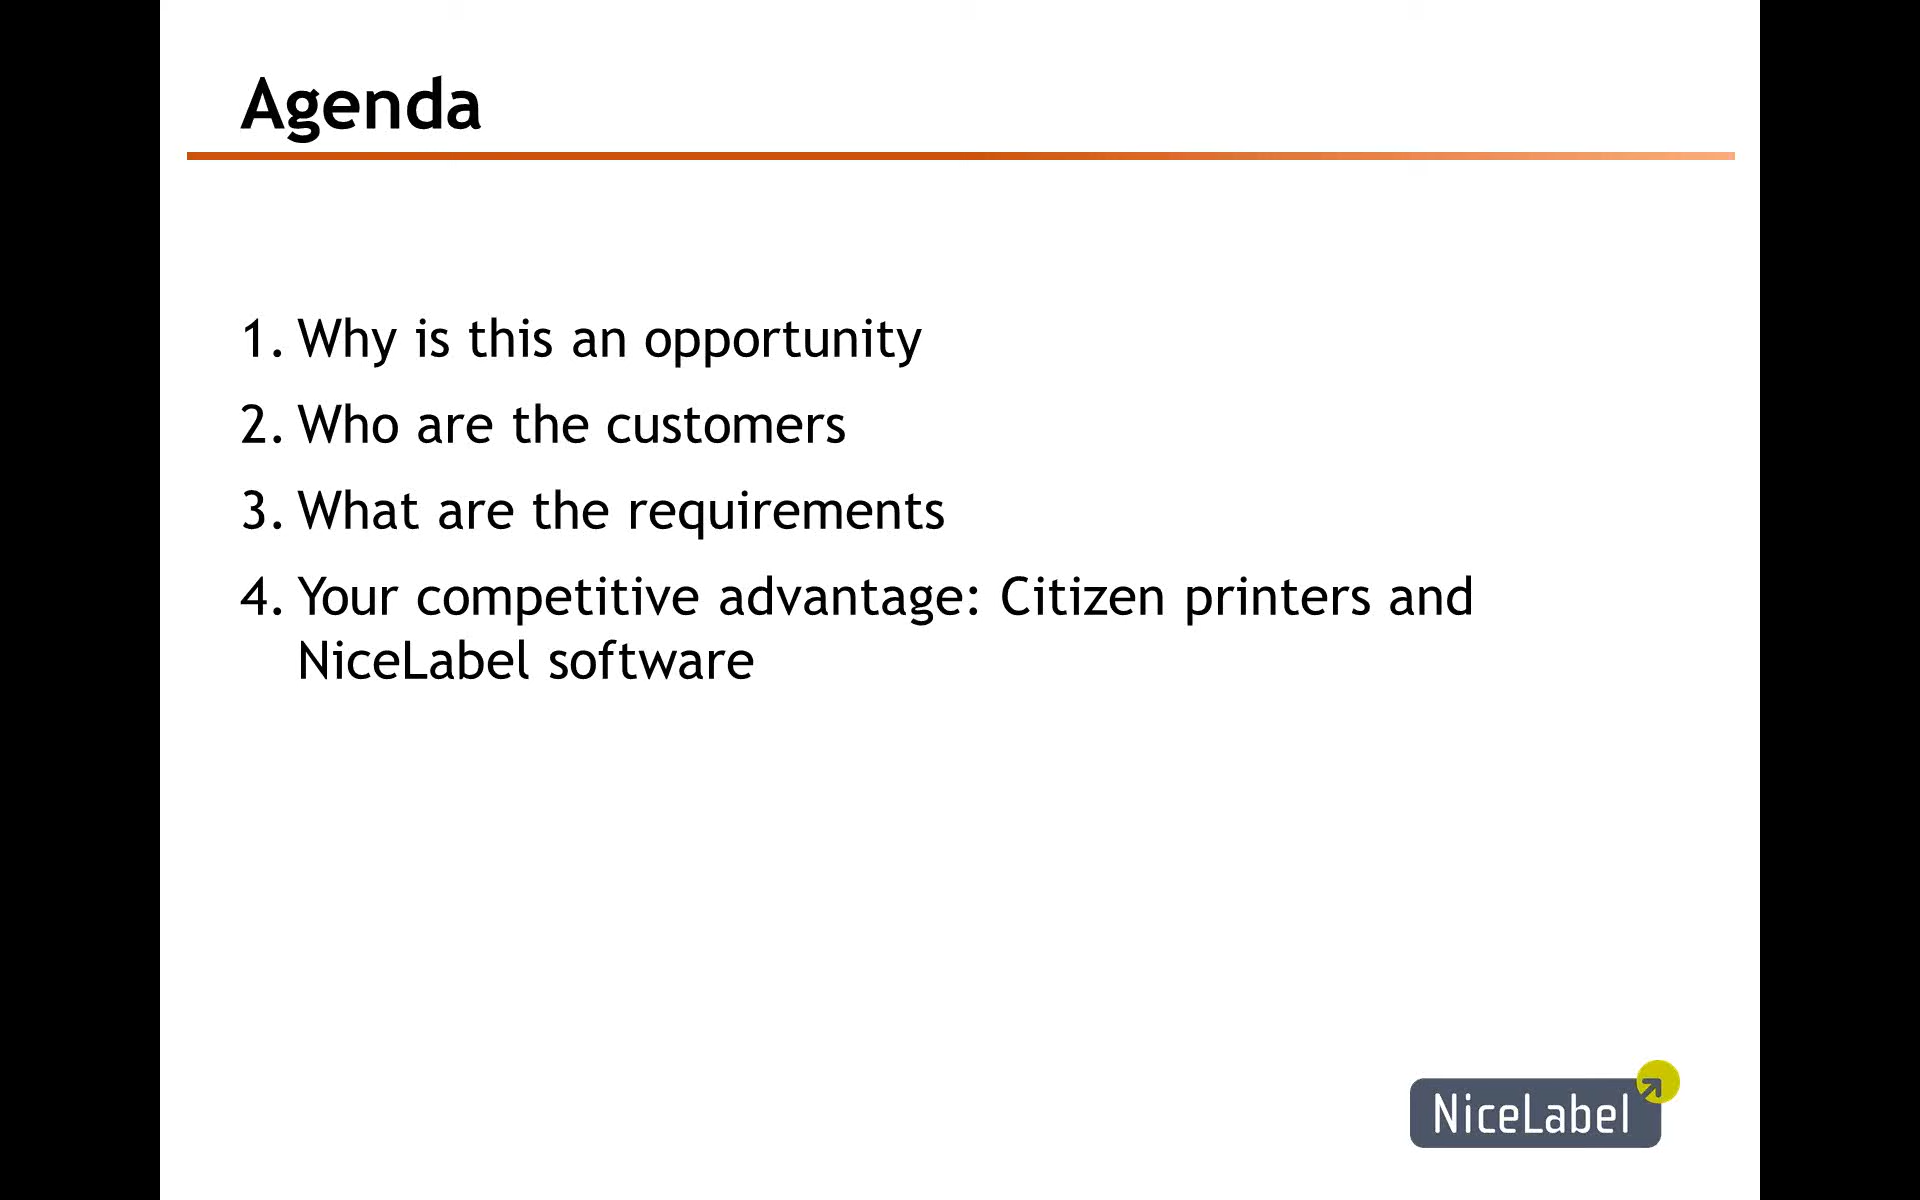 Agenda
1. Why is this an opportunity
2. Who are the customers
3. What are the requirements
4. Your competitive advantage: Citizen printers and
NiceLabel software
NiceLabel